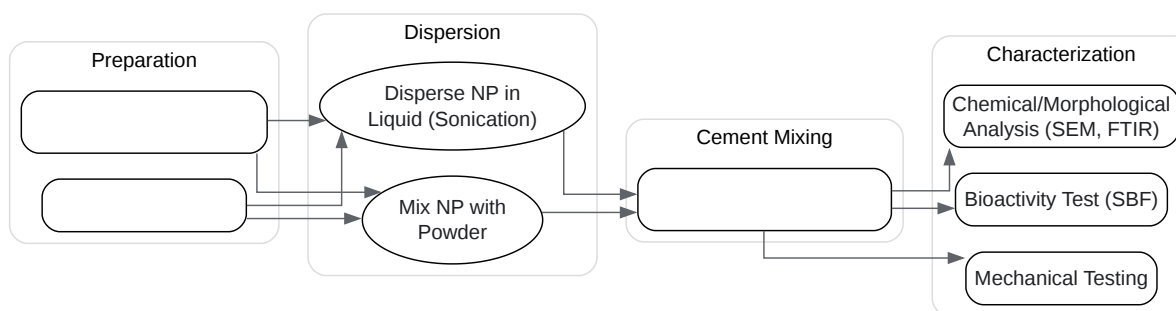 Preparation
Dispersion
Disperse NP in
Liquid (Sonication)
Mix NP with
Powder
Cement Mixing
Characterization
Chemical/Morphological
Analysis (SEM, FTIR)
Bioactivity Test (SBF)
Mechanical Testing